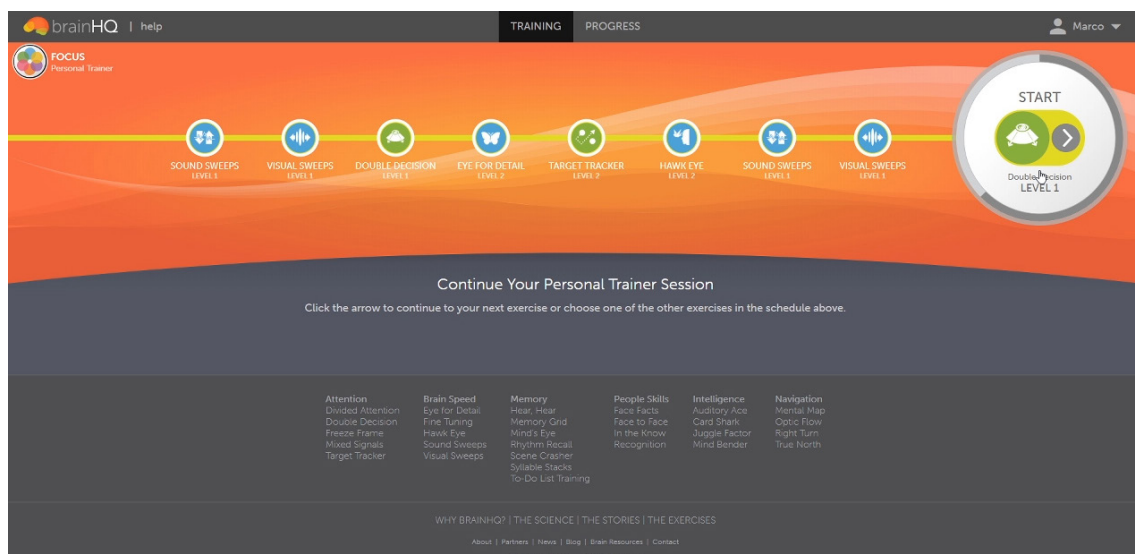 brainHQ | help
TRAINING PROGRESS
Marco
FOCUS
Personal Trainer
SOUND SWEEPS
LEVEL 1
VISUAL SWEEPS
LEVEL 1
DOUBLE DECISION
LEVEL 1
EYE FOR DETAIL
LEVEL 2
TARGET TRACKER
LEVEL 2
HAWK EYE
LEVEL 2
SOUND SWEEPS
LEVEL 1
VISUAL SWEEPS
LEVEL 1
START
Double Decision
LEVEL 1
Continue Your Personal Trainer Session
Click the arrow to continue to your next exercise or choose one of the other exercises in the schedule above.
Attention
Divided Attention
Double Decision
Freeze Frame
Mixed Signals
Target Tracker
Brain Speed
Eye for Detail
Fine Tuning
Hawk Eye
Sound Sweeps
Visual Sweeps
Memory
Hear, Hear
Memory Grid
Mind's Eye
Rhythm Recall
Scene Crasher
Syllable Stacks
To-Do List Training
People Skills
Face Facts
Face to Face
In the Know
Recognition
Intelligence
Auditory Ace
Card Shark
Juggle Factor
Mind Bender
Navigation
Mental Map
Optic Flow
Right Turn
True North
WHY BRAINHQ? | THE SCIENCE | THE STORIES | THE EXERCISES
About | Partners | News | Blog | Brain Resources | Contact